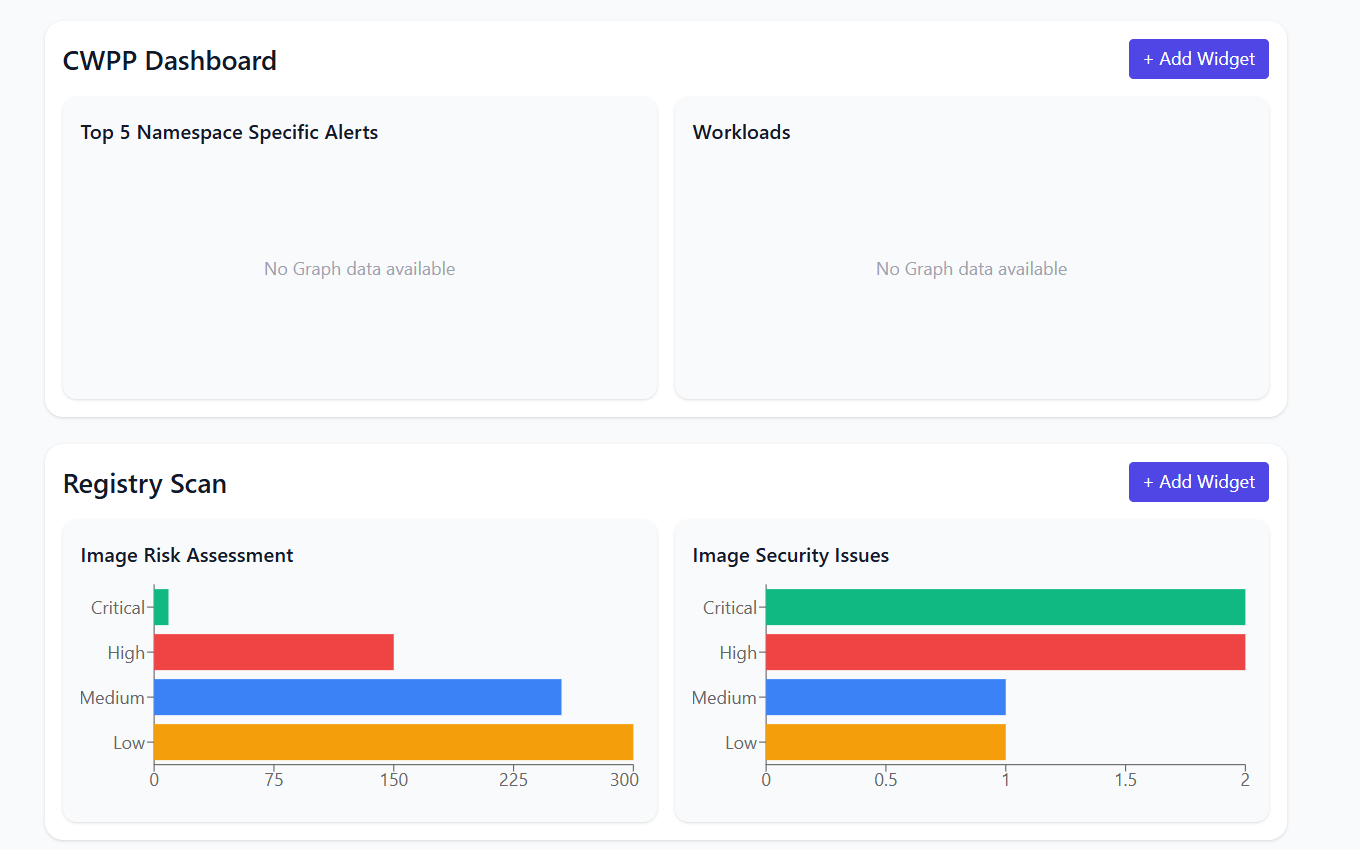 CWPP Dashboard
+ Add Widget
Top 5 Namespace Specific Alerts
No Graph data available
Workloads
No Graph data available
Registry Scan
+ Add Widget
Image Risk Assessment
Critical
High
Medium
Low
0 75 150 225 300
Image Security Issues
Critical
High
Medium
Low
0 0.5 1 1.5 2